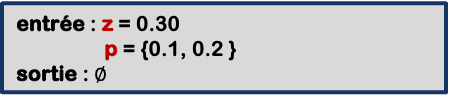 entrée : z = 0.30
p = {0.1, 0.2 }
sortie : ∅